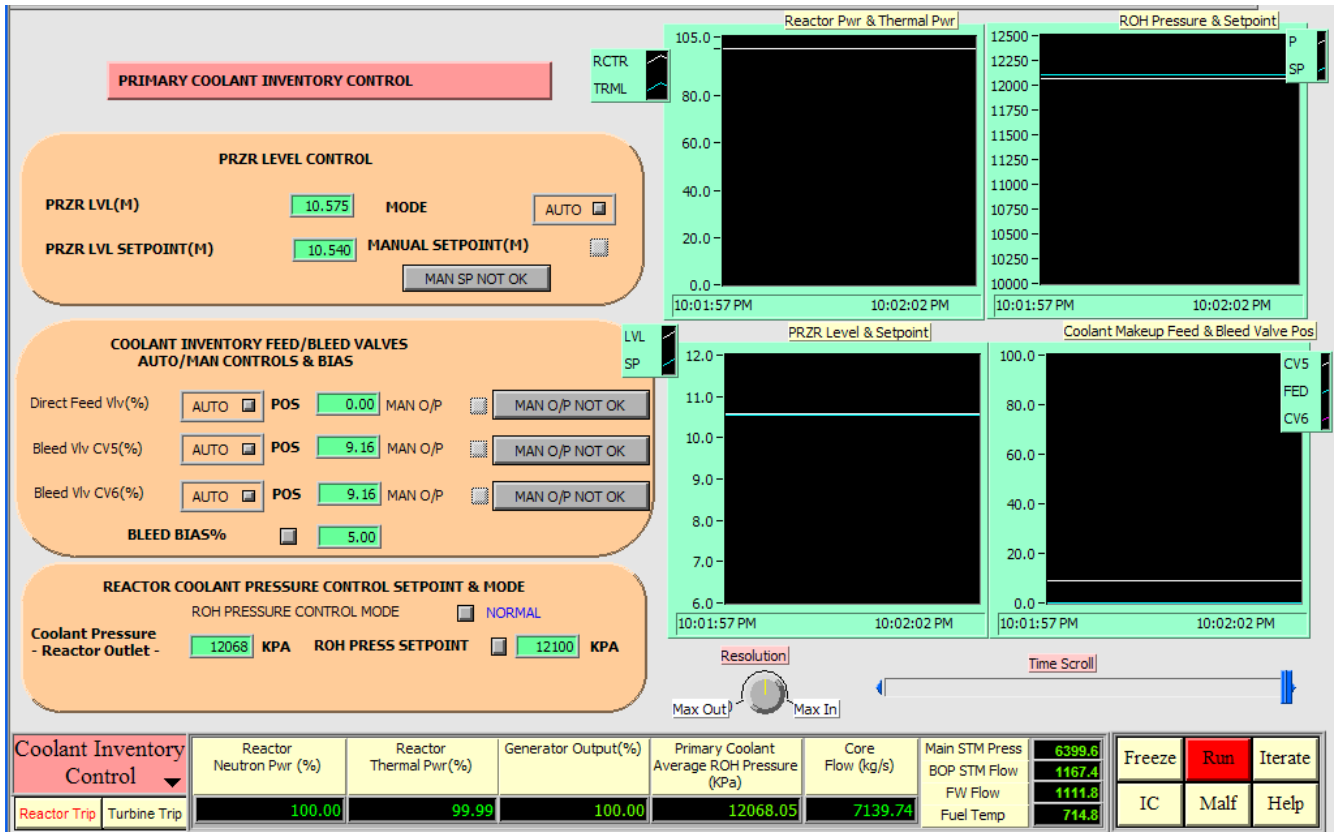 PRIMARY COOLANT INVENTORY CONTROL
PRZR LEVEL CONTROL
PRZR LVL(M) 10.575 MODE AUTO
PRZR LVL SETPOINT(M) 10.540 MANUAL SETPOINT(M)
MAN SP NOT OK
COOLANT INVENTORY FEED/BLEED VALVES
AUTO/MAN CONTROLS & BIAS
Direct Feed Vlv(%) AUTO POS 0.00 MAN O/P MAN O/P NOT OK
Bleed Vlv CV5(%) AUTO POS 9.16 MAN O/P MAN O/P NOT OK
Bleed Vlv CV6(%) AUTO POS 9.16 MAN O/P MAN O/P NOT OK
BLEED BIAS% 5.00
REACTOR COOLANT PRESSURE CONTROL SETPOINT & MODE
ROH PRESSURE CONTROL MODE NORMAL
Coolant Pressure
- Reactor Outlet - 12068 KPA ROH PRESS SETPOINT 12100 KPA
Reactor Pwr & Thermal Pwr
RCTR
TRML
105.0
80.0
60.0
40.0
20.0
0.0
10:01:57 PM 10:02:02 PM
ROH Pressure & Setpoint
P
SP
12500
12250
12000
11750
11500
11250
11000
10750
10500
10250
10000
10:01:57 PM 10:02:02 PM
PRZR Level & Setpoint
LVL
SP
12.0
11.0
10.0
9.0
8.0
7.0
6.0
10:01:57 PM 10:02:02 PM
Coolant Makeup Feed & Bleed Valve Pos
CV5
FED
CV6
100.0
80.0
60.0
40.0
20.0
0.0
10:01:57 PM 10:02:02 PM
Resolution
Max Out Max In
Time Scroll
Coolant Inventory
Control
Reactor Trip Turbine Trip
Reactor
Neutron Pwr (%)
100.00
Reactor
Thermal Pwr(%)
99.99
Generator Output(%)
100.00
Primary Coolant
Average ROH Pressure
(KPa)
12068.05
Core
Flow (kg/s)
7139.74
Main STM Press 6399.6
BOP STM Flow 1167.4
FW Flow 1111.8
Fuel Temp 714.8
Freeze Run Iterate
IC Malf Help